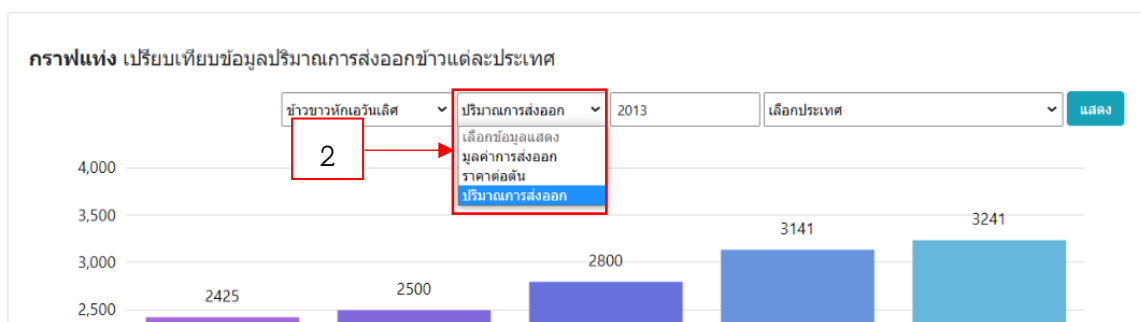 กราฟแท่ง เปรียบเทียบข้อมูลปริมาณการส่งออกข้าวแต่ละประเทศ
ข้าวขาวหักเอวันเลิศ ปริมาณการส่งออก 2013 เลือกประเทศ แสดง
เลือกข้อมูลแสดง
มูลค่าการส่งออก
ราคาต่อตัน
ปริมาณการส่งออก
2
4,000
3,500
3,000
2,500
2425
2500
2800
3141
3241